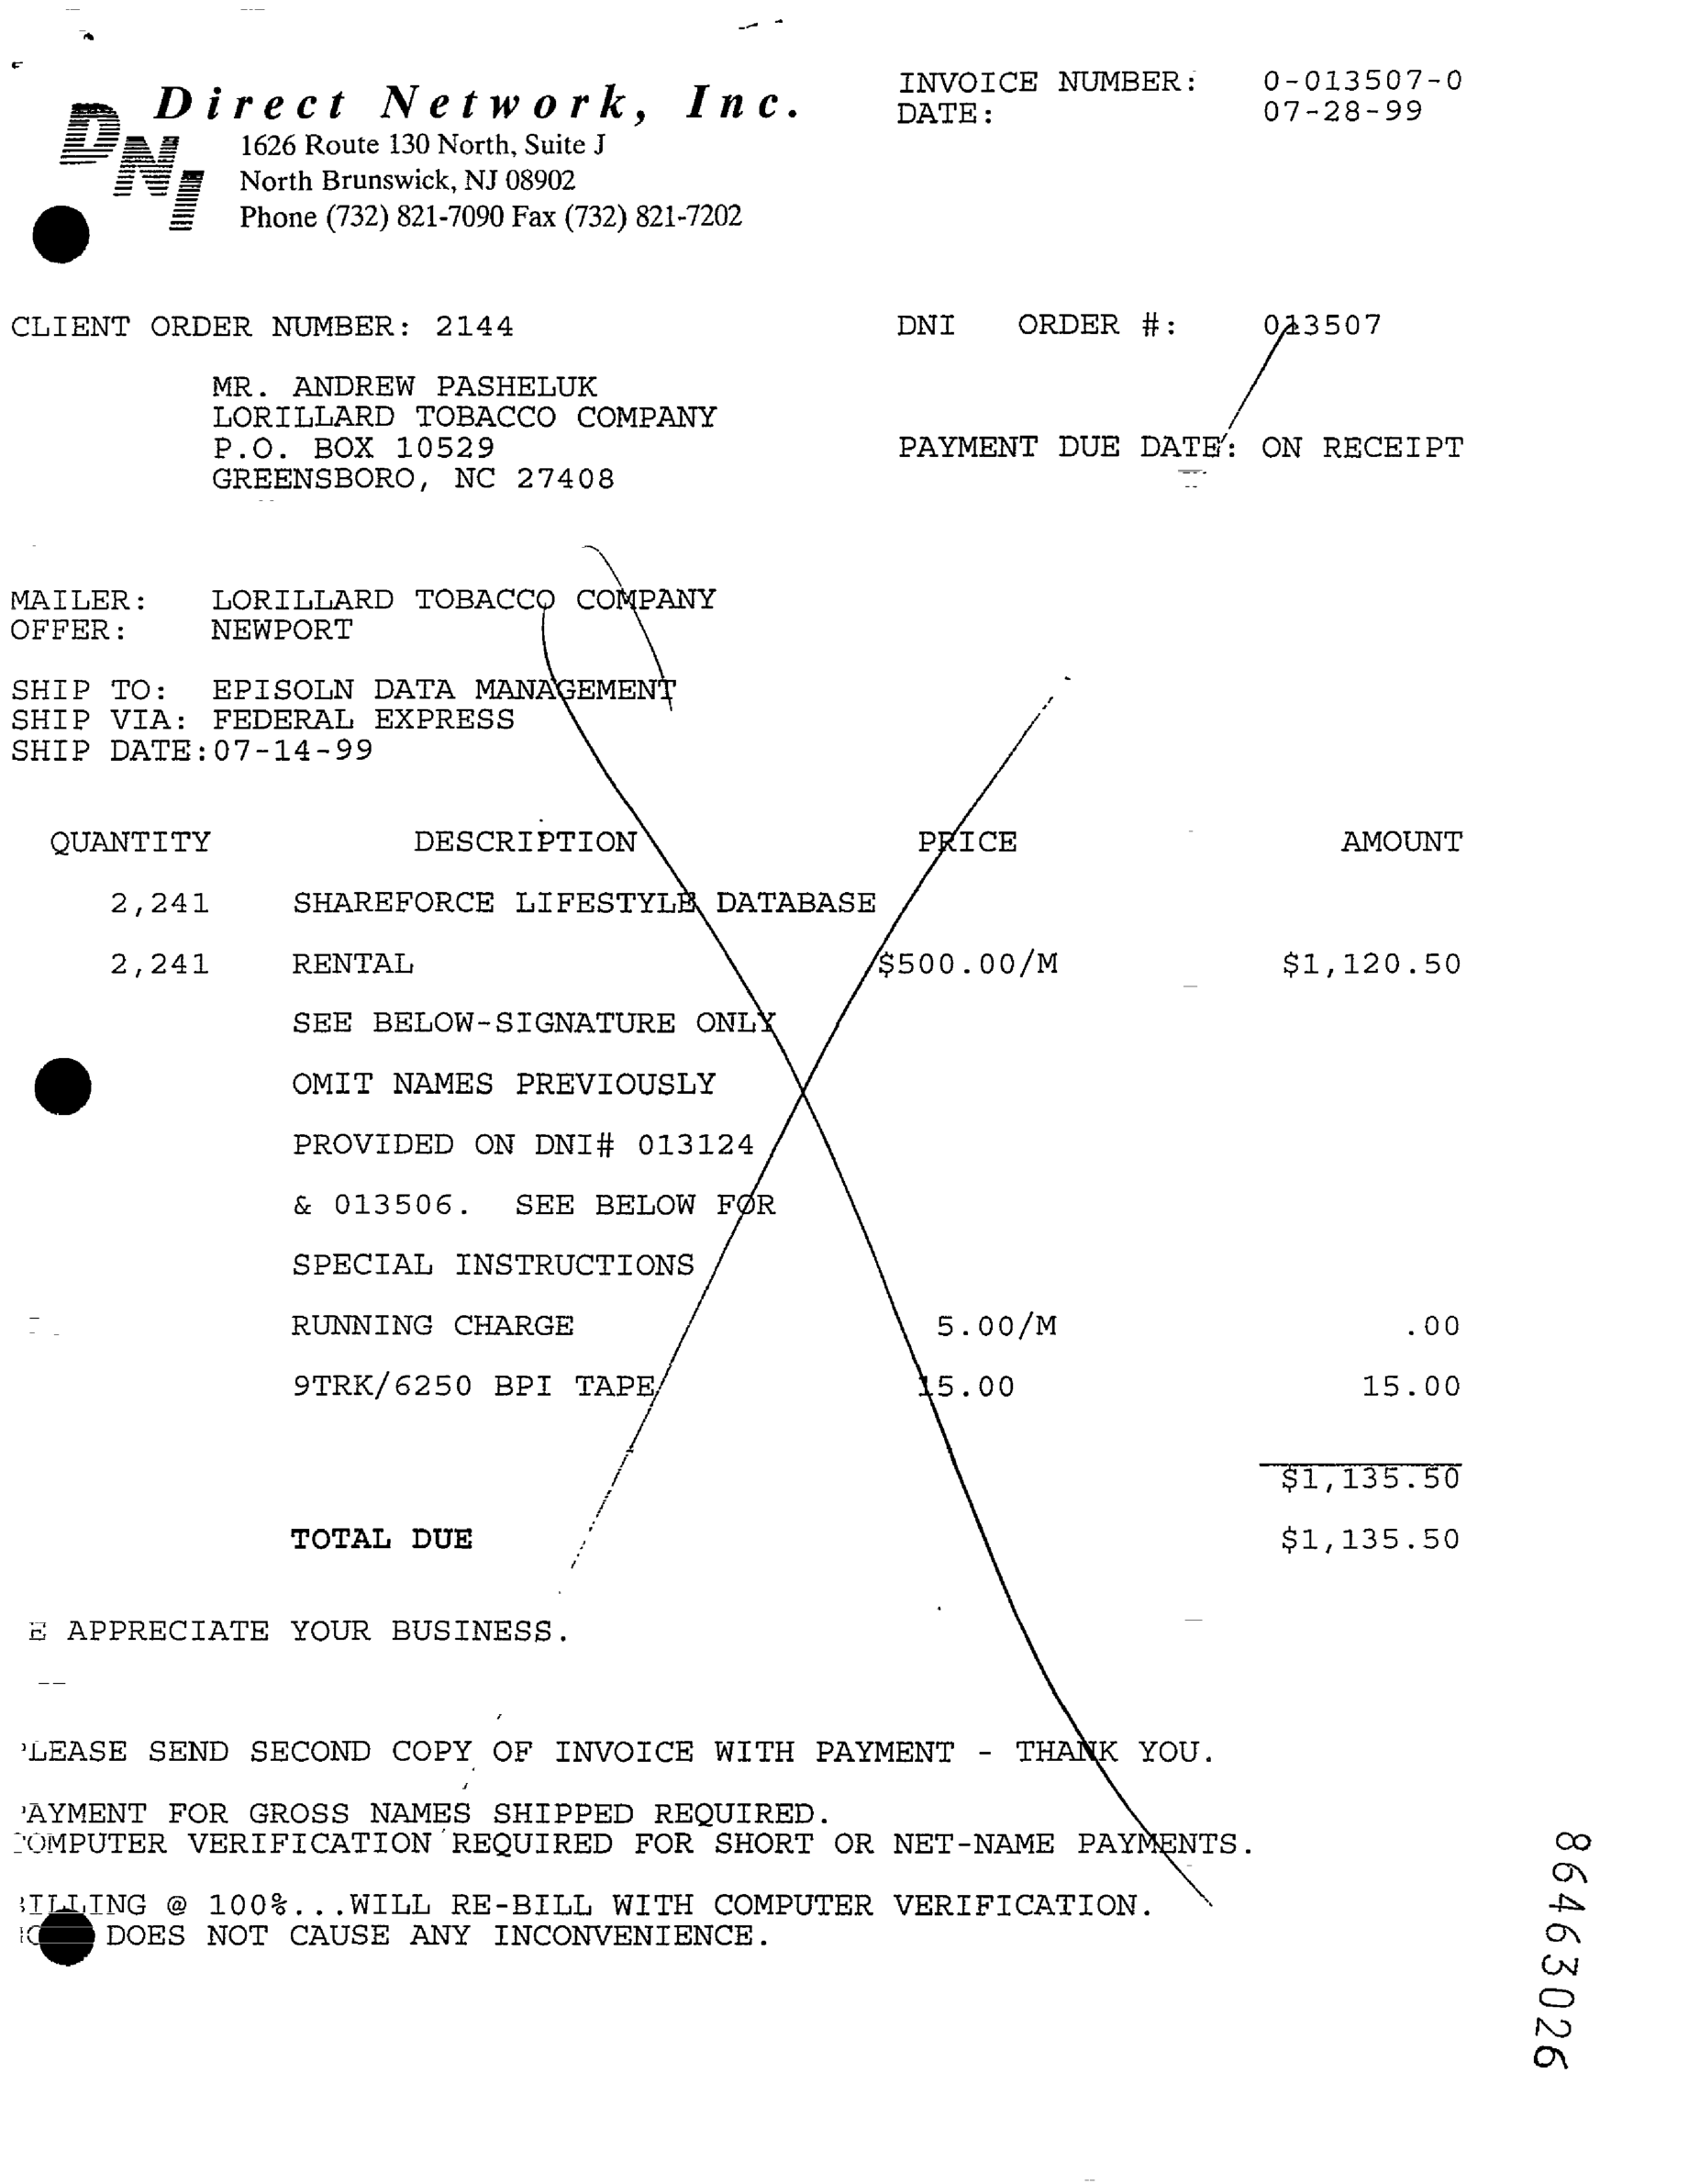 Direct Network, Inc.
DNI
1626 Route 130 North, Suite J
North Brunswick, NJ 08902
Phone (732) 821-7090 Fax (732) 821-7202
INVOICE NUMBER: 0-013507-0
DATE: 07-28-99
CLIENT ORDER NUMBER: 2144
DNI ORDER #: 013507
MR. ANDREW PASHELUK
LORILLARD TOBACCO COMPANY
P.O. BOX 10529
GREENSBORO, NC 27408
PAYMENT DUE DATE: ON RECEIPT
MAILER: LORILLARD TOBACCO COMPANY
OFFER: NEWPORT
SHIP TO: EPISOLN DATA MANAGEMENT
SHIP VIA: FEDERAL EXPRESS
SHIP DATE:07-14-99
QUANTITY DESCRIPTION PRICE AMOUNT
2,241 SHAREFORCE LIFESTYLE DATABASE
2,241 RENTAL $500.00/M $1,120.50
SEE BELOW-SIGNATURE ONLY
OMIT NAMES PREVIOUSLY
PROVIDED ON DNI# 013124
& 013506. SEE BELOW FOR
SPECIAL INSTRUCTIONS
RUNNING CHARGE 5.00/M .00
9TRK/6250 BPI TAPE 15.00 15.00
$1,135.50
TOTAL DUE $1,135.50
E APPRECIATE YOUR BUSINESS.
LEASE SEND SECOND COPY OF INVOICE WITH PAYMENT - THANK YOU.
AYMENT FOR GROSS NAMES SHIPPED REQUIRED.
COMPUTER VERIFICATION REQUIRED FOR SHORT OR NET-NAME PAYMENTS.
BILLING @ 100%...WILL RE-BILL WITH COMPUTER VERIFICATION.
DOES NOT CAUSE ANY INCONVENIENCE.
86463026